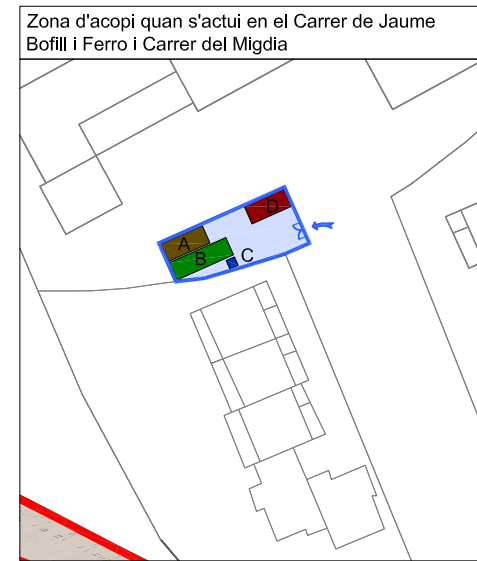 Zona d'acopi quan s'actui en el Carrer de Jaume
Bofill i Ferro i Carrer del Migdia
D
A
B
C